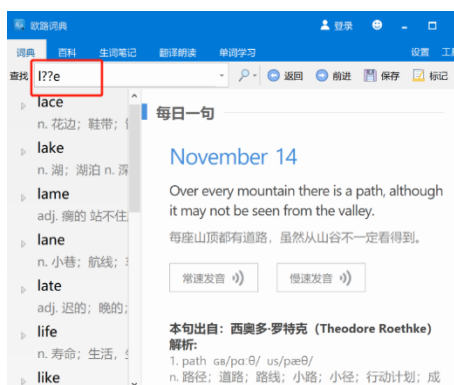 欧路词典 登录
词典 百科 生词笔记 翻译朗读 单词学习 设置 工
查找 l??e 返回 前进 保存 标记
lace
n. 花边；鞋带；
lake
n. 湖；湖泊 n. 深
lame
adj. 瘸的 站不住
lane
n. 小巷；航线；
late
adj. 迟的；晚的；
life
n. 寿命；生活，
like
每日一句
November 14
Over every mountain there is a path, although
it may not be seen from the valley.
每座山顶都有道路，虽然从山谷不一定看得到。
常速发音 慢速发音
本句出自：西奥多·罗特克（Theodore Roethke）
解析:
1. path ɢʙ/pɑːθ/ ᴜs/pæθ/
n. 路径；道路；路线；小路；小径；行动计划；成